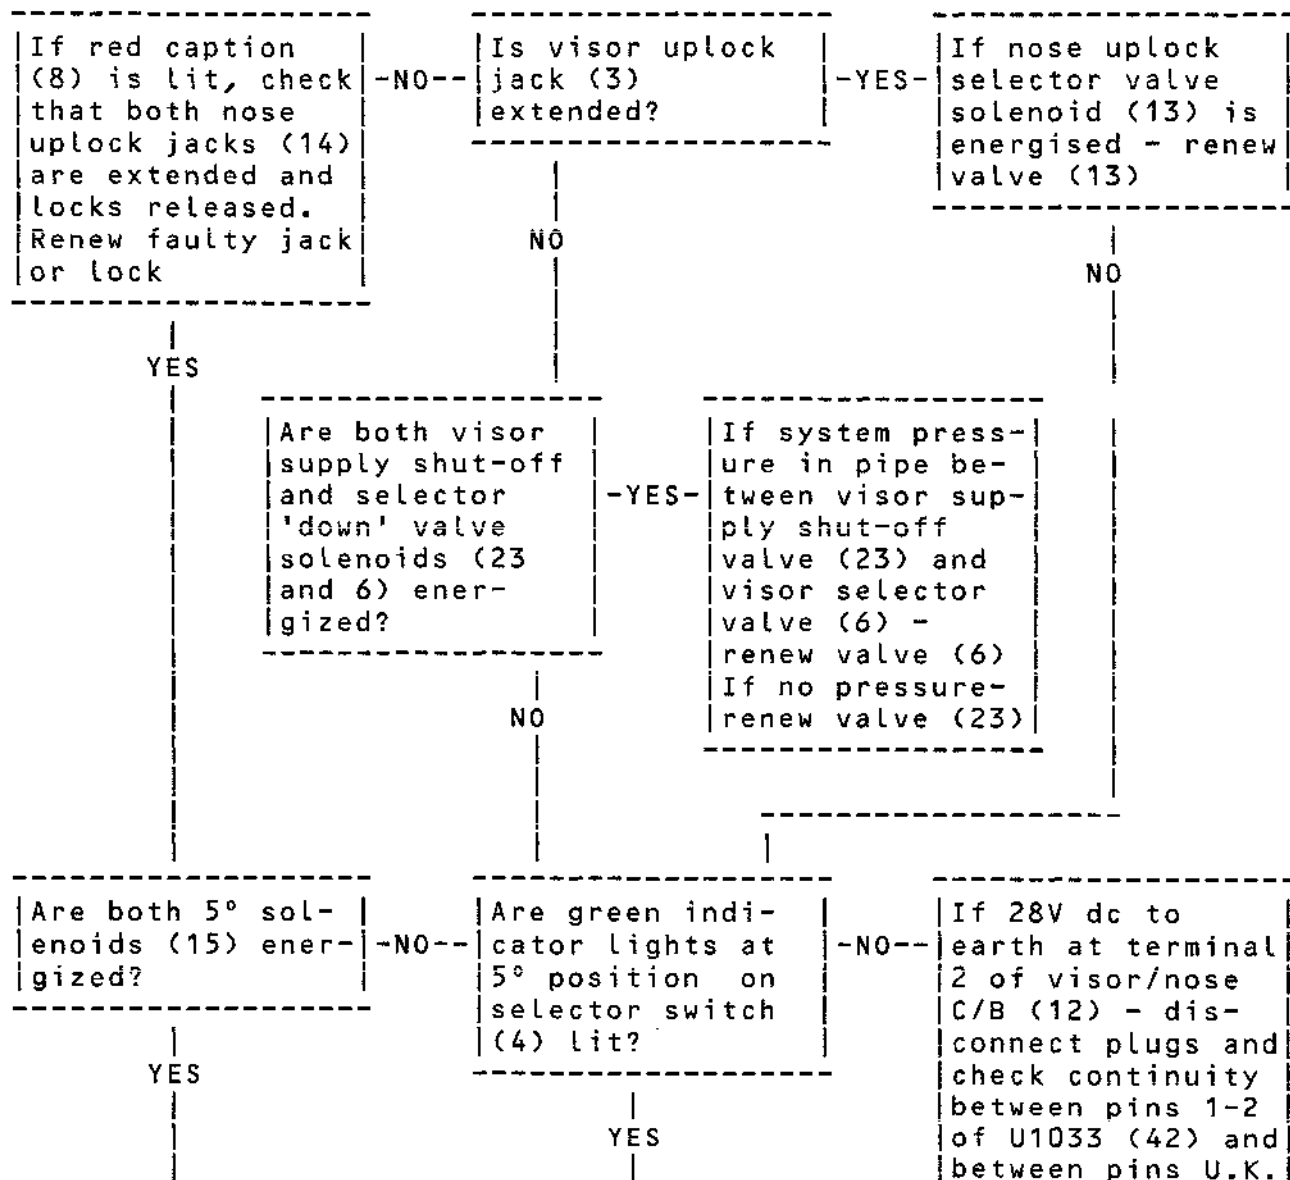 If red caption
(8) is lit, check
that both nose
uplock jacks (14)
are extended and
locks released.
Renew faulty jack
or lock
-NO--
Is visor uplock
jack (3)
extended?
-YES-
If nose uplock
selector valve
solenoid (13) is
energised - renew
valve (13)
NO
NO
YES
Are both visor
supply shut-off
and selector
'down' valve
solenoids (23
and 6) ener-
gized?
-YES-
If system press-
ure in pipe be-
tween visor sup-
ply shut-off
valve (23) and
visor selector
valve (6) -
renew valve (6)
If no pressure-
renew valve (23)
NO
Are both 5° sol-
enoids (15) ener-
gized?
-NO--
Are green indi-
cator lights at
5° position on
selector switch
(4) lit?
-NO--
If 28V dc to
earth at terminal
2 of visor/nose
C/B (12) - dis-
connect plugs and
check continuity
between pins 1-2
of U1033 (42) and
between pins U.K.
YES
YES